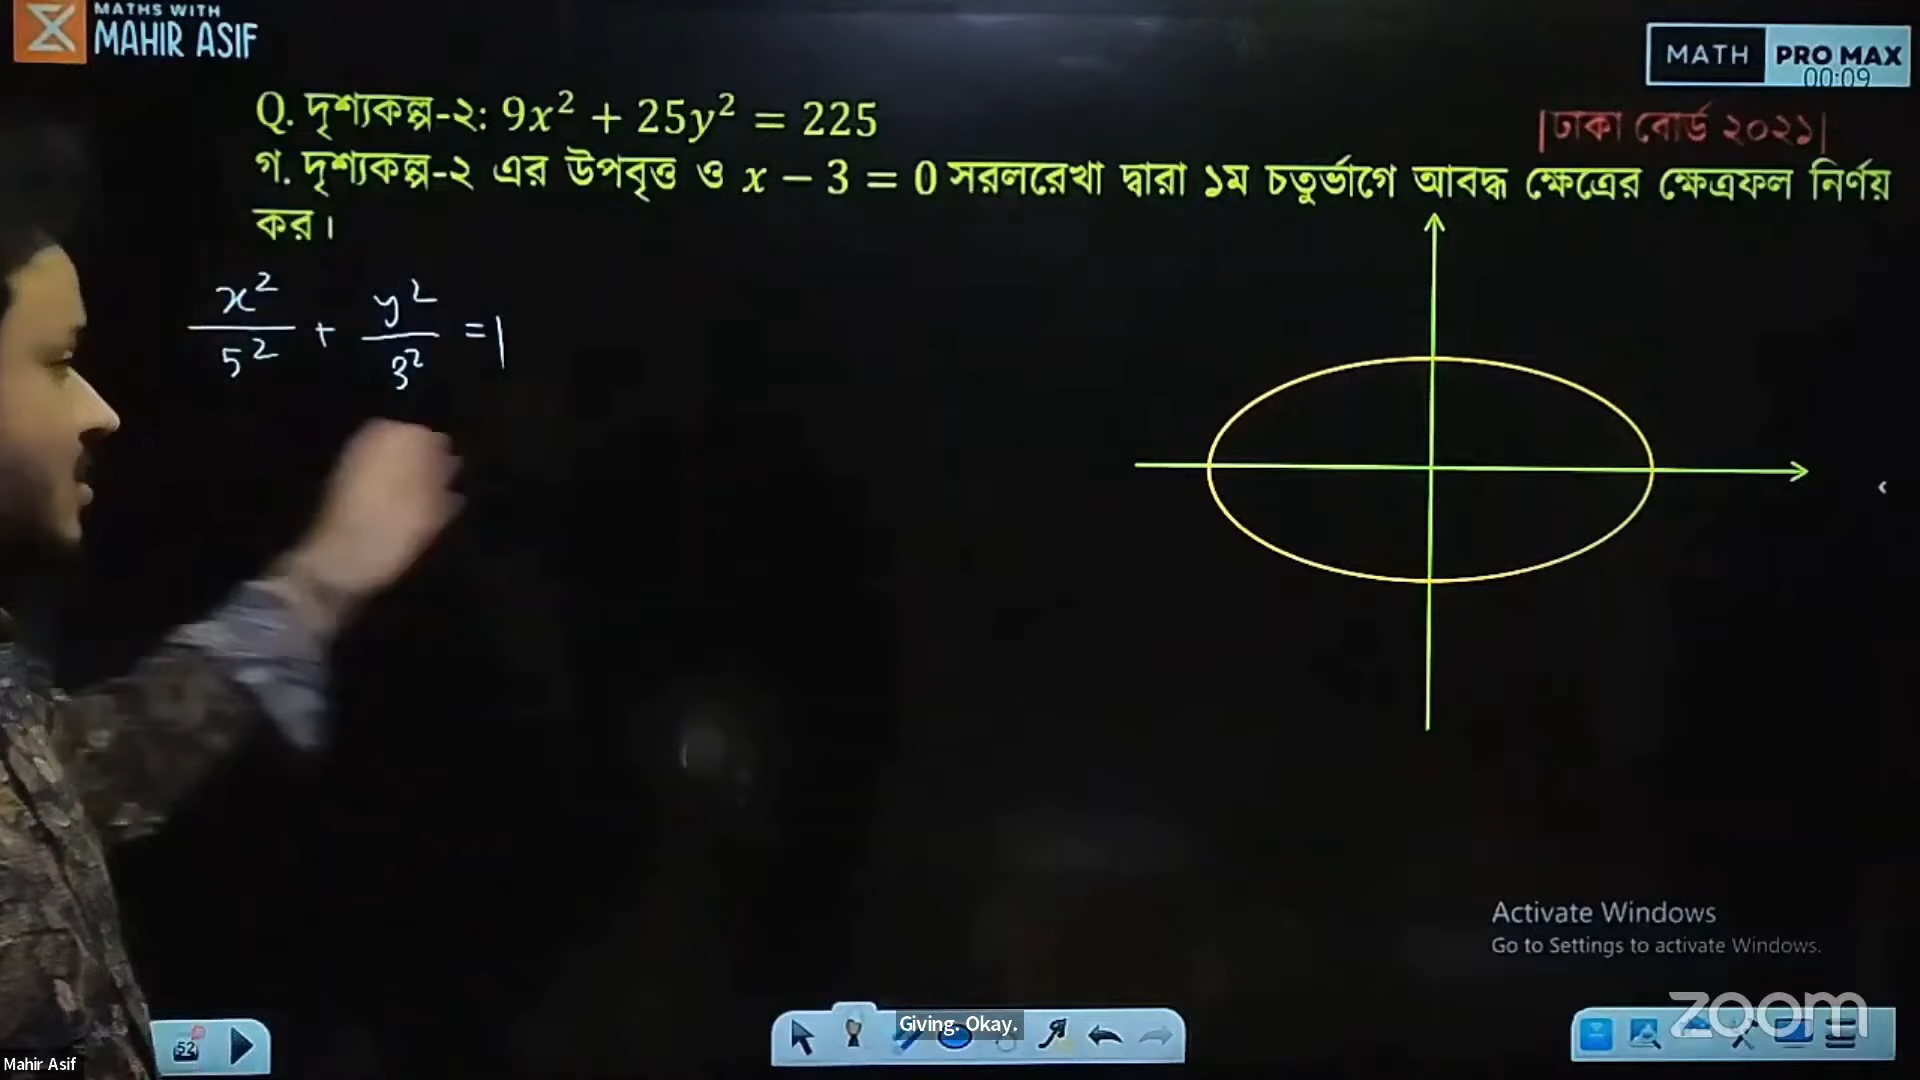 MATHS WITH
MAHIR ASIF
MATH PRO MAX
00:09
Q. দৃশ্যকল্প-২: 9x² + 25y² = 225
|ঢাকা বোর্ড ২০২১|
গ. দৃশ্যকল্প-২ এর উপবৃত্ত ও x − 3 = 0 সরলরেখা দ্বারা ১ম চতুর্ভাগে আবদ্ধ ক্ষেত্রের ক্ষেত্রফল নির্ণয়
কর।
x²/5² + y²/3² = 1
Activate Windows
Go to Settings to activate Windows.
zoom
Giving. Okay.
52
Mahir Asif